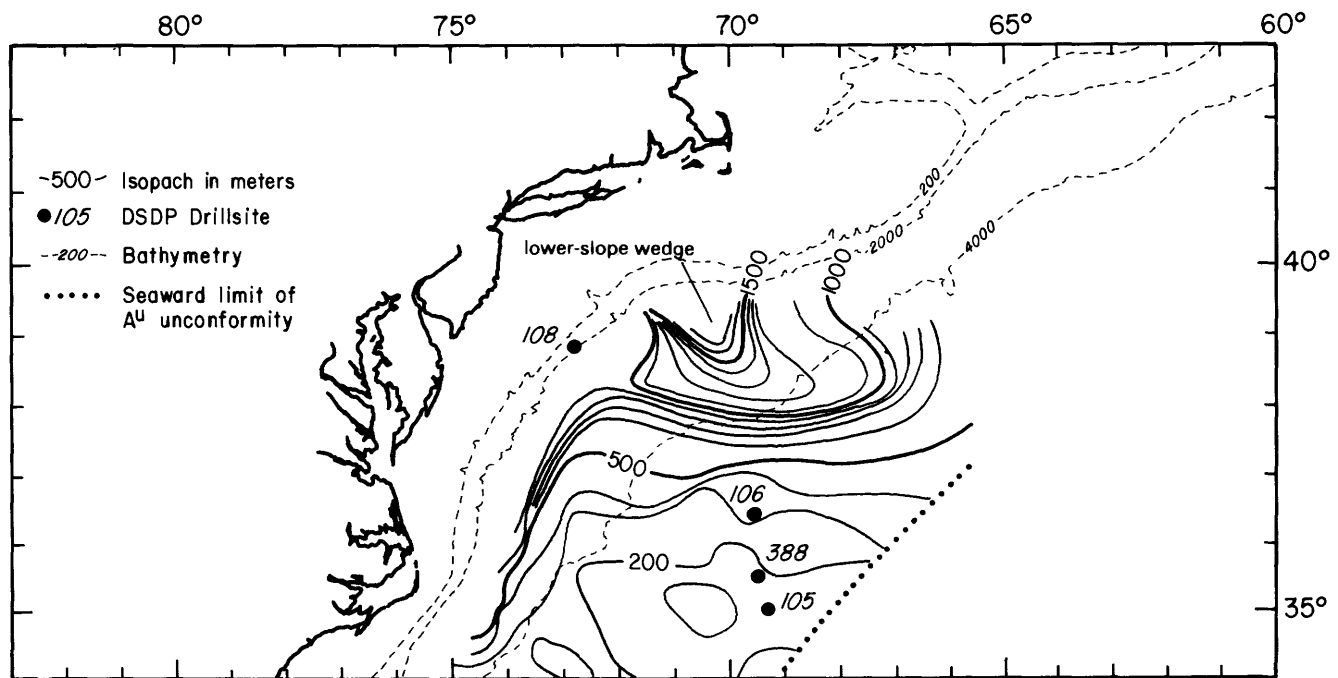 80° 75° 70° 65° 60°
-500- Isopach in meters
●105 DSDP Drillsite
--200-- Bathymetry
•••••• Seaward limit of
Aᵁ unconformity
lower-slope wedge
1500
1000
200
2000
4000
40°
108
500
106
388
200
105
35°